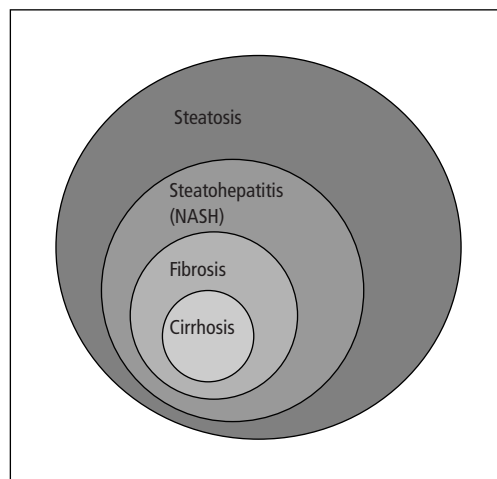 Steatosis
Steatohepatitis
(NASH)
Fibrosis
Cirrhosis